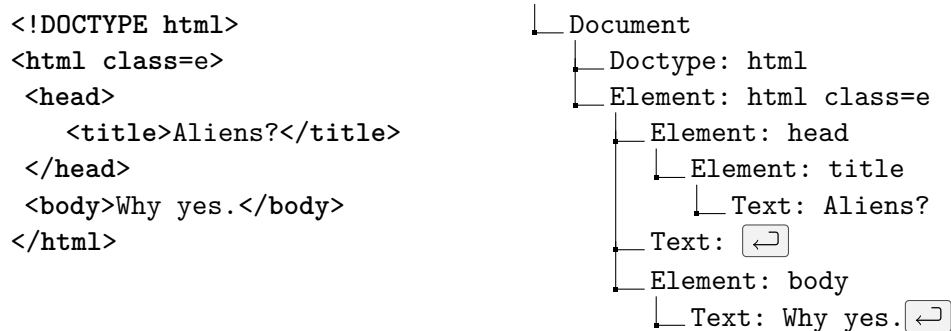 <!DOCTYPE html>
<html class=e>
<head>
<title>Aliens?</title>
</head>
<body>Why yes.</body>
</html>
Document
Doctype: html
Element: html class=e
Element: head
Element: title
Text: Aliens?
Text: ↵
Element: body
Text: Why yes.↵